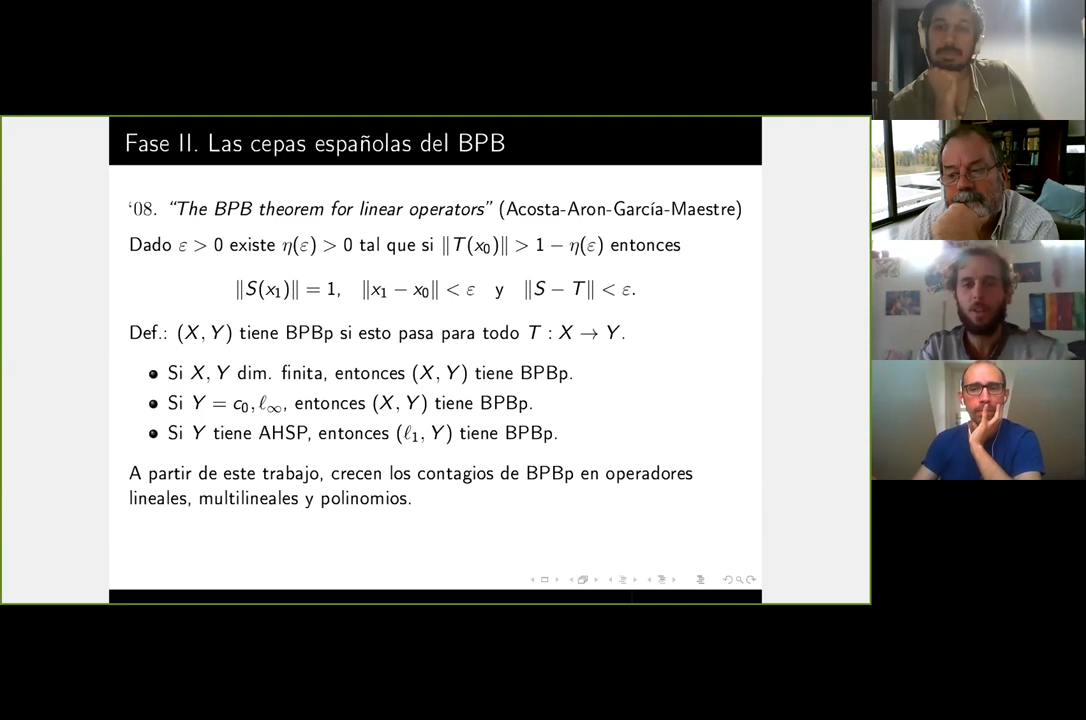 Fase II. Las cepas españolas del BPB
‘08. “The BPB theorem for linear operators” (Acosta-Aron-García-Maestre)
Dado ε > 0 existe η(ε) > 0 tal que si ‖T(x₀)‖ > 1 − η(ε) entonces
‖S(x₁)‖ = 1, ‖x₁ − x₀‖ < ε y ‖S − T‖ < ε.
Def.: (X, Y) tiene BPBp si esto pasa para todo T : X → Y.
• Si X, Y dim. finita, entonces (X, Y) tiene BPBp.
• Si Y = c₀, ℓ∞, entonces (X, Y) tiene BPBp.
• Si Y tiene AHSP, entonces (ℓ₁, Y) tiene BPBp.
A partir de este trabajo, crecen los contagios de BPBp en operadores
lineales, multilineales y polinomios.